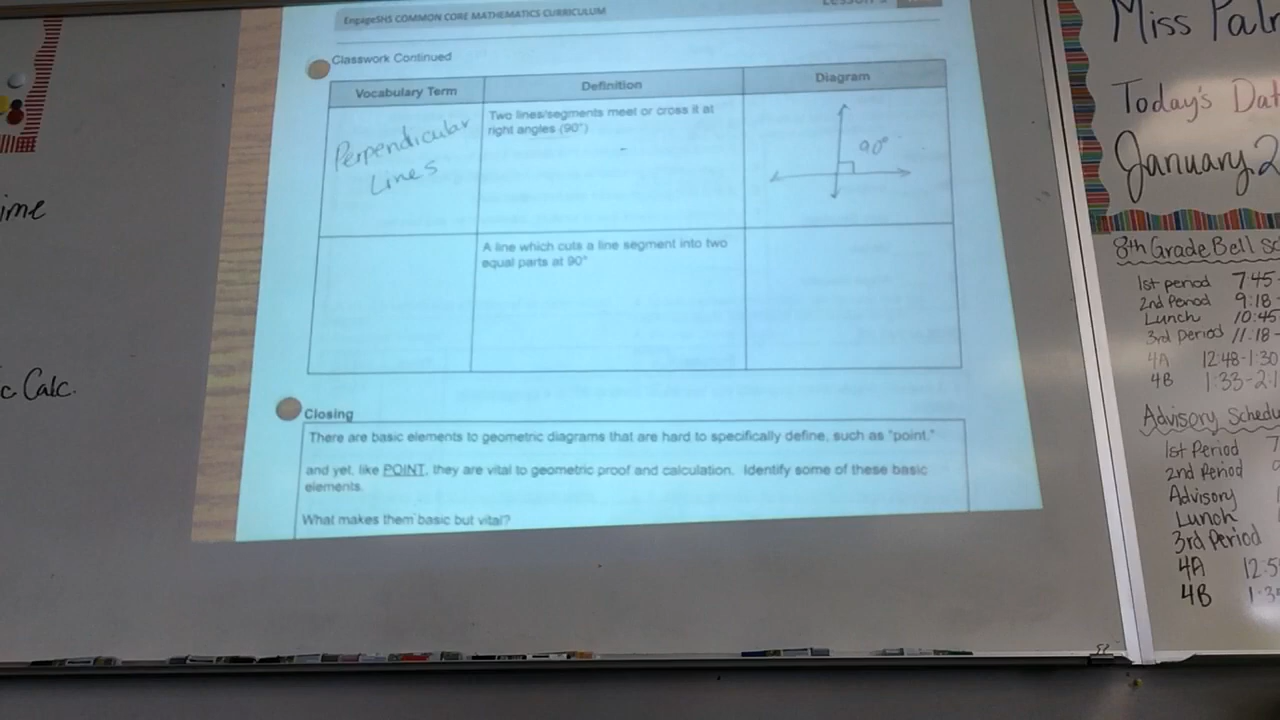 EngageSHS COMMON CORE MATHEMATICS CURRICULUM
Classwork Continued
Vocabulary Term
Definition
Diagram
Perpendicular
Lines
Two lines/segments meet or cross it at
right angles (90°)
90°
A line which cuts a line segment into two
equal parts at 90°
Closing
There are basic elements to geometric diagrams that are hard to specifically define, such as "point,"
and yet, like POINT, they are vital to geometric proof and calculation. Identify some of these basic
elements.
What makes them basic but vital?
c Calc.
Miss
Today's
January 2
8th Grade Bell
1st period 7:45-
2nd Period 9:18-
Lunch 10:45
3rd Period 11:18-
4A 12:48-1:30
4B 1:33-2:1
Advisory
1st Period 7
2nd Period
Advisory
Lunch
3rd Period
4A 12:5
4B 1:3